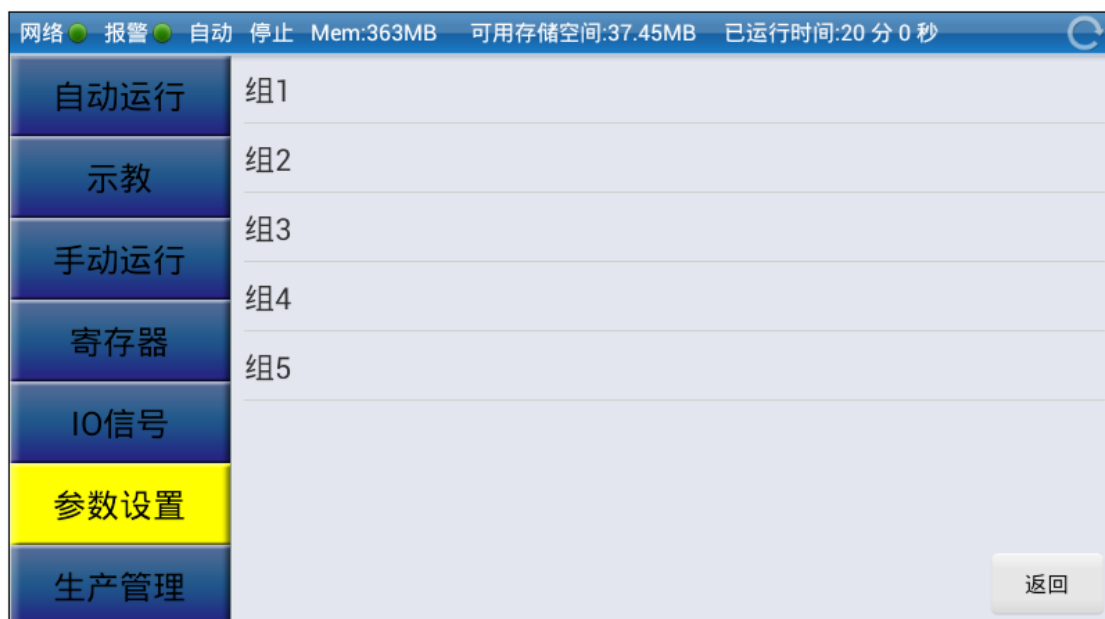 网络 报警 自动 停止 Mem:363MB 可用存储空间:37.45MB 已运行时间:20 分 0 秒
自动运行
示教
手动运行
寄存器
IO信号
参数设置
生产管理
组1
组2
组3
组4
组5
返回